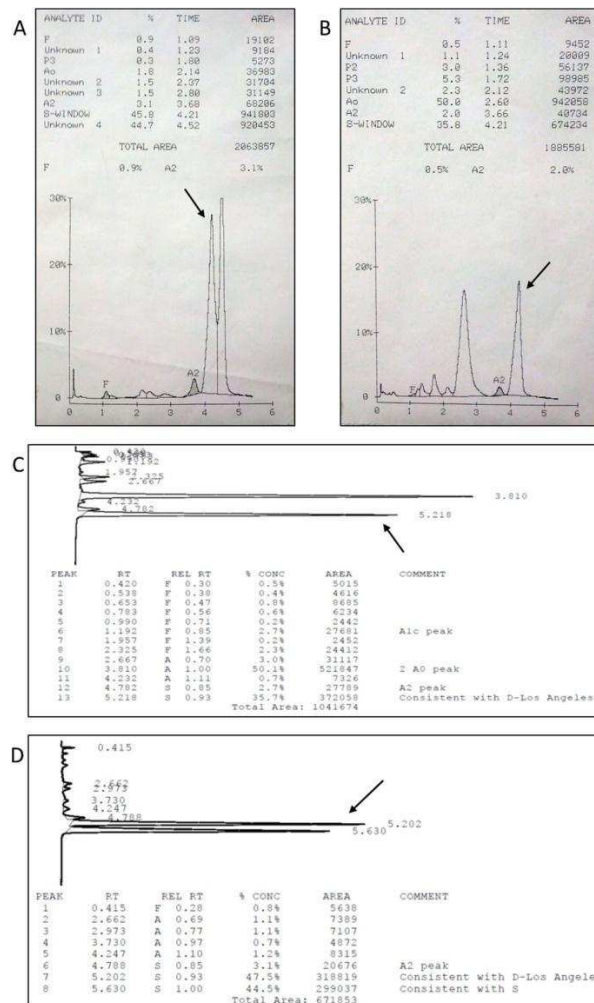 A
ANALYTE ID % TIME AREA
F 0.9 1.09 19102
Unknown 1 0.4 1.23 9184
P3 0.3 1.80 5273
Ao 1.8 2.14 36983
Unknown 2 1.5 2.37 31704
Unknown 3 1.5 2.80 31149
A2 3.1 3.68 68206
S-WINDOW 45.8 4.21 941803
Unknown 4 44.7 4.52 920453
TOTAL AREA 2063857
F 0.9% A2 3.1%
30%
20%
10%
0
F A2
0 1 2 3 4 5 6
B
ANALYTE ID % TIME AREA
F 0.5 1.11 9452
Unknown 1 1.1 1.24 20009
P2 3.0 1.36 56137
P3 5.3 1.72 98985
Unknown 2 2.3 2.12 43972
Ao 50.0 2.60 942058
A2 2.0 3.66 40734
S-WINDOW 35.8 4.21 674234
TOTAL AREA 1885581
F 0.5% A2 2.0%
30%
20%
10%
0
F A2
0 1 2 3 4 5 6
C
1.192
1.957
2.325
2.667
3.810
4.232
4.782
5.218
PEAK RT REL RT % CONC AREA COMMENT
1 0.420 F 0.30 0.5% 5015
2 0.538 F 0.38 0.4% 4616
3 0.653 F 0.47 0.8% 8685
4 0.783 F 0.56 0.6% 6234
5 0.990 F 0.71 0.2% 2442
6 1.192 F 0.85 2.7% 27681 A1c peak
7 1.957 F 1.39 0.2% 2452
8 2.325 F 1.66 2.3% 24412
9 2.667 A 0.70 3.0% 31117
10 3.810 A 1.00 50.1% 521847 2 A0 peak
11 4.232 A 1.11 0.7% 7326
12 4.782 S 0.85 2.7% 27789 A2 peak
13 5.218 S 0.93 35.7% 372058 Consistent with D-Los Angeles
Total Area: 1041674
D
0.415
2.662
2.973
3.730
4.247
4.788
5.202
5.630
PEAK RT REL RT % CONC AREA COMMENT
1 0.415 F 0.28 0.8% 5638
2 2.662 A 0.69 1.1% 7389
3 2.973 A 0.77 1.1% 7107
4 3.730 A 0.97 0.7% 4872
5 4.247 A 1.10 1.2% 8315
6 4.788 S 0.85 3.1% 20676 A2 peak
7 5.202 S 0.93 47.5% 318819 Consistent with D-Los Angeles
8 5.630 S 1.00 44.5% 299037 Consistent with S
Total Area: 671853